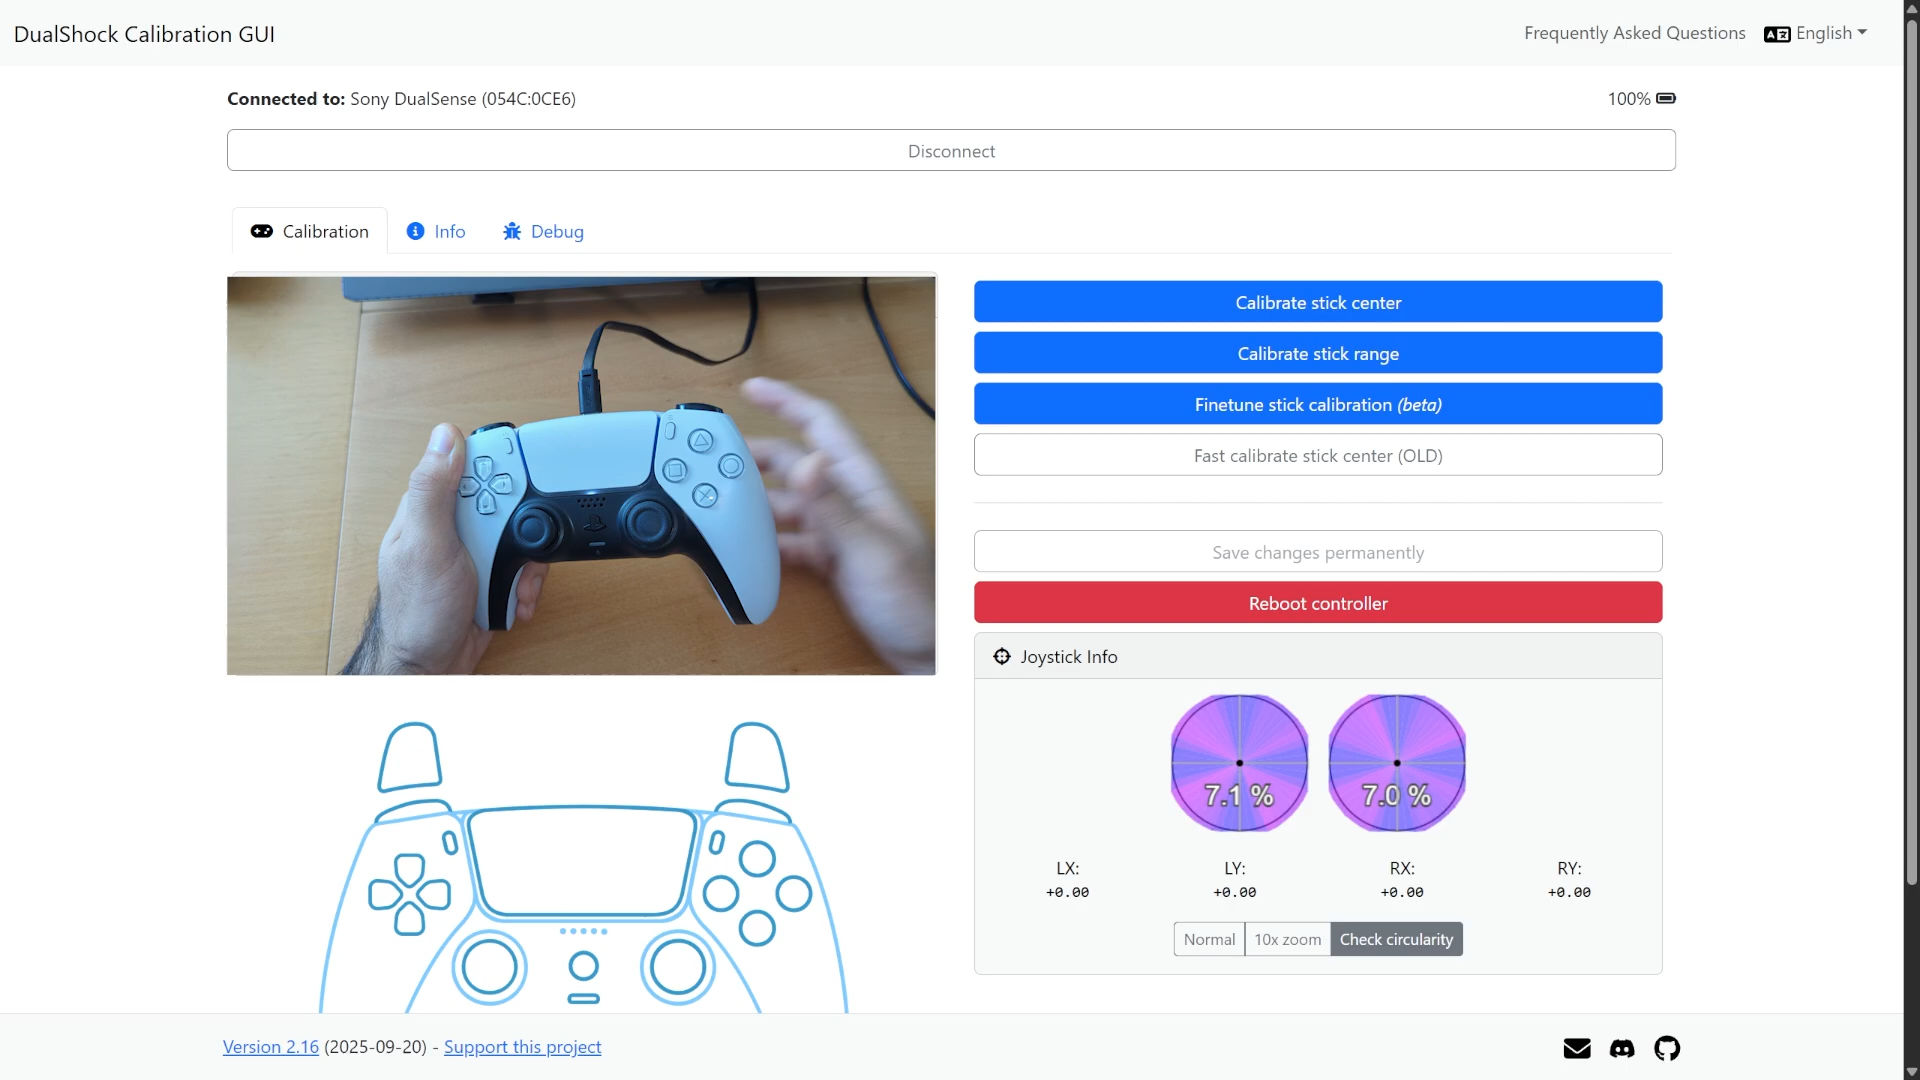 DualShock Calibration GUI
Frequently Asked Questions
English
Connected to: Sony DualSense (054C:0CE6)
100%
Disconnect
Calibration
Info
Debug
Calibrate stick center
Calibrate stick range
Finetune stick calibration (beta)
Fast calibrate stick center (OLD)
Save changes permanently
Reboot controller
Joystick Info
7.1 %
7.0 %
LX:
LY:
RX:
RY:
+0.00
+0.00
+0.00
+0.00
Normal
10x zoom
Check circularity
Version 2.16 (2025-09-20) - Support this project